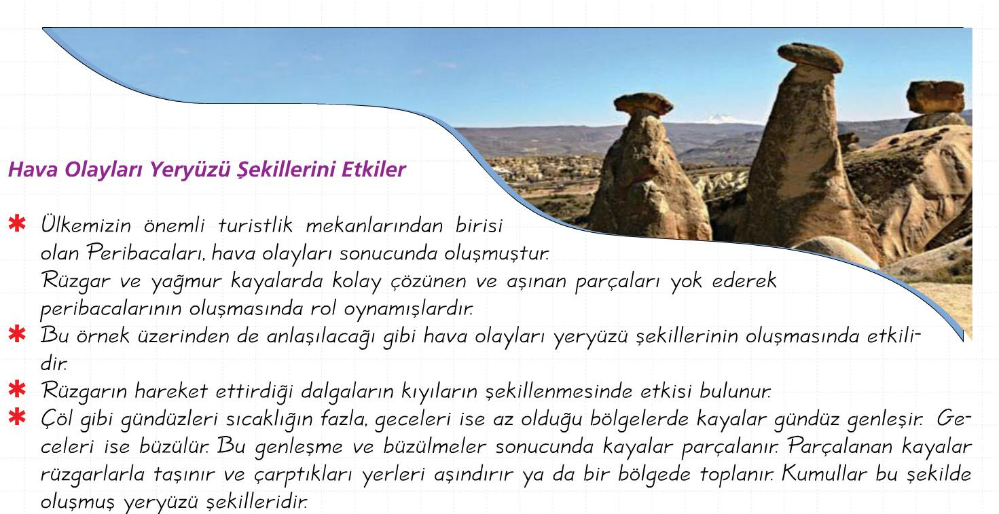 Hava Olayları Yeryüzü Şekillerini Etkiler
* Ülkemizin önemli turistlik mekanlarından birisi
olan Peribacaları, hava olayları sonucunda oluşmuştur.
Rüzgar ve yağmur kayalarda kolay çözünen ve aşınan parçaları yok ederek
peribacalarının oluşmasında rol oynamışlardır.
* Bu örnek üzerinden de anlaşılacağı gibi hava olayları yeryüzü şekillerinin oluşmasında etkili-
dir.
* Rüzgarın hareket ettirdiği dalgaların kıyıların şekillenmesinde etkisi bulunur.
* Çöl gibi gündüzleri sıcaklığın fazla, geceleri ise az olduğu bölgelerde kayalar gündüz genleşir. Ge-
celeri ise büzülür. Bu genleşme ve büzülmeler sonucunda kayalar parçalanır. Parçalanan kayalar
rüzgarlarla taşınır ve çarptıkları yerleri aşındırır ya da bir bölgede toplanır. Kumullar bu şekilde
oluşmuş yeryüzü şekilleridir.